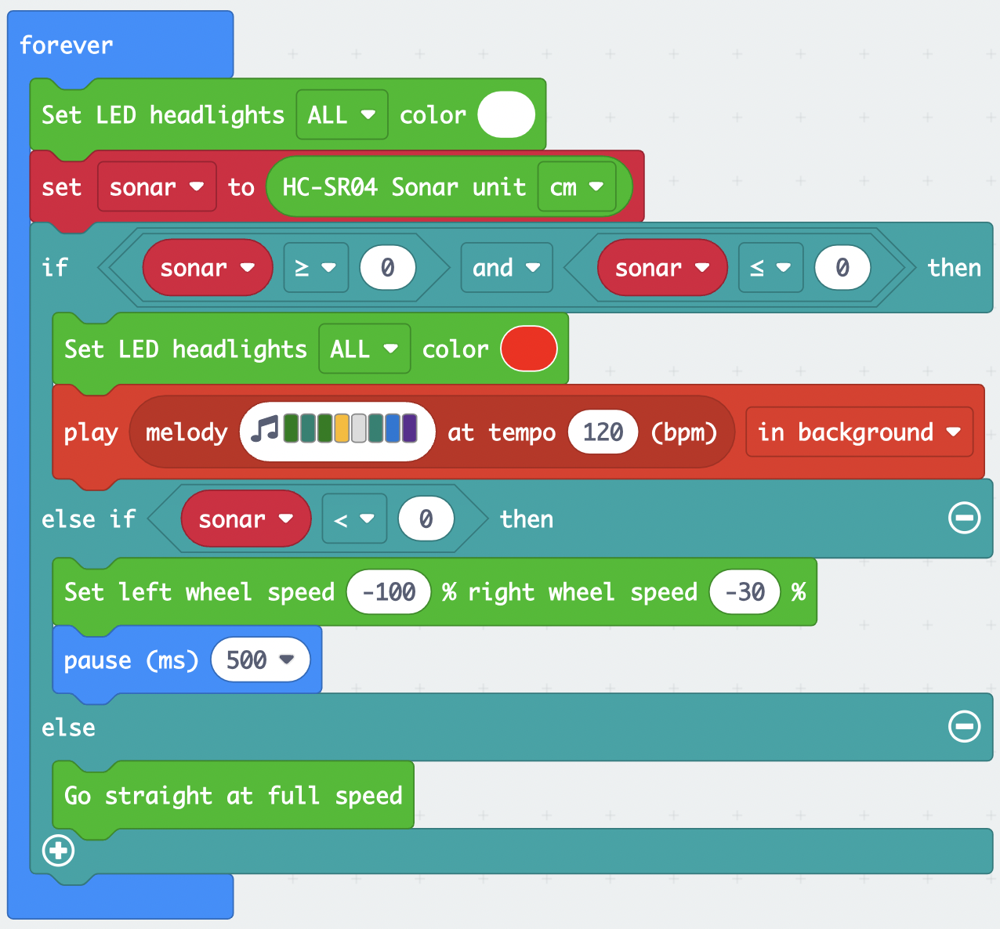 forever
Set LED headlights ALL color
set sonar to HC-SR04 Sonar unit cm
if sonar ≥ 0 and sonar ≤ 0 then
Set LED headlights ALL color
play melody at tempo 120 (bpm) in background
else if sonar < 0 then
Set left wheel speed -100 % right wheel speed -30 %
pause (ms) 500
else
Go straight at full speed